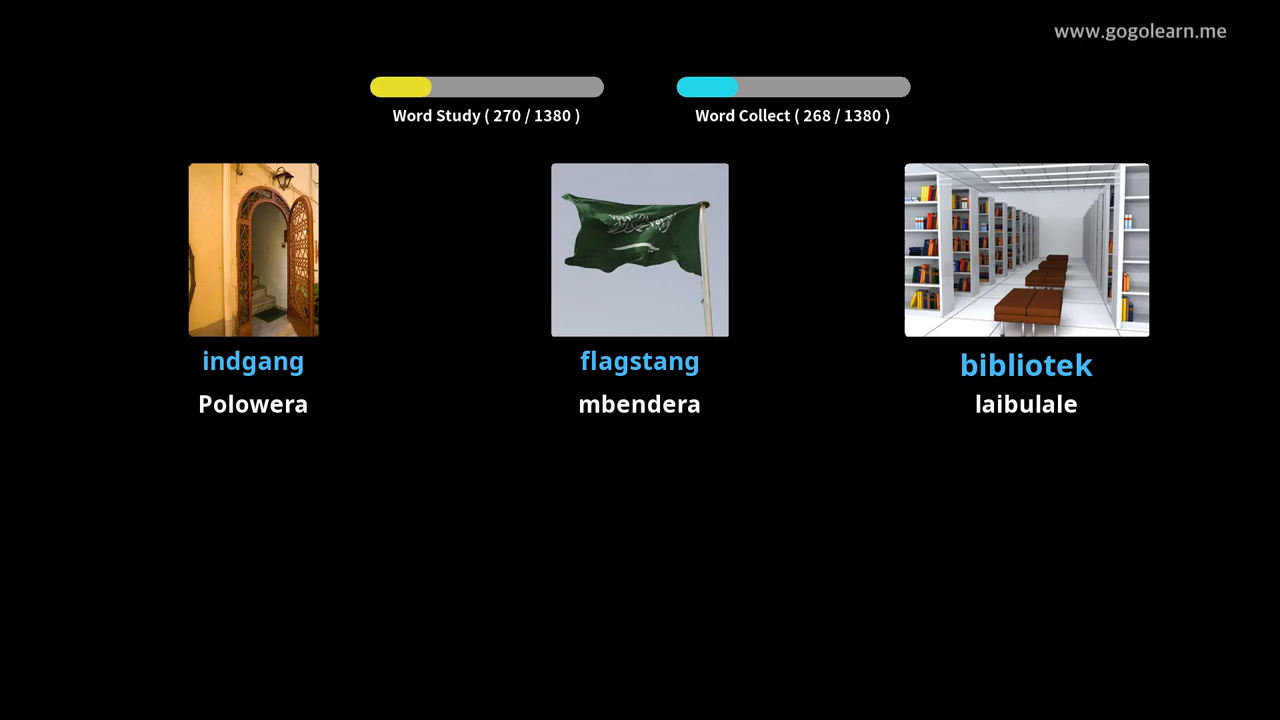 www.gogolearn.me
Word Study ( 270 / 1380 )
Word Collect ( 268 / 1380 )
indgang
flagstang
bibliotek
Polowera
mbendera
laibulale